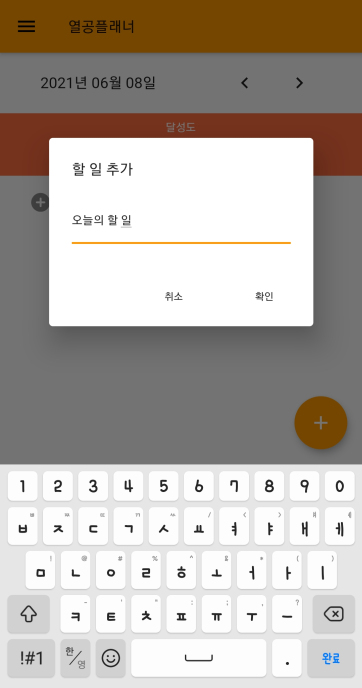 열공플래너
2021년 06월 08일
달성도
할 일 추가
오늘의 할 일
취소 확인
1 2 3 4 5 6 7 8 9 0
ㅂ ㅈ ㄷ ㄱ ㅅ ㅛ ㅕ ㅑ ㅐ ㅔ
ㅁ ㄴ ㅇ ㄹ ㅎ ㅗ ㅓ ㅏ ㅣ
ㅋ ㅌ ㅊ ㅍ ㅠ ㅜ ㅡ
!#1 한/영 . 완료